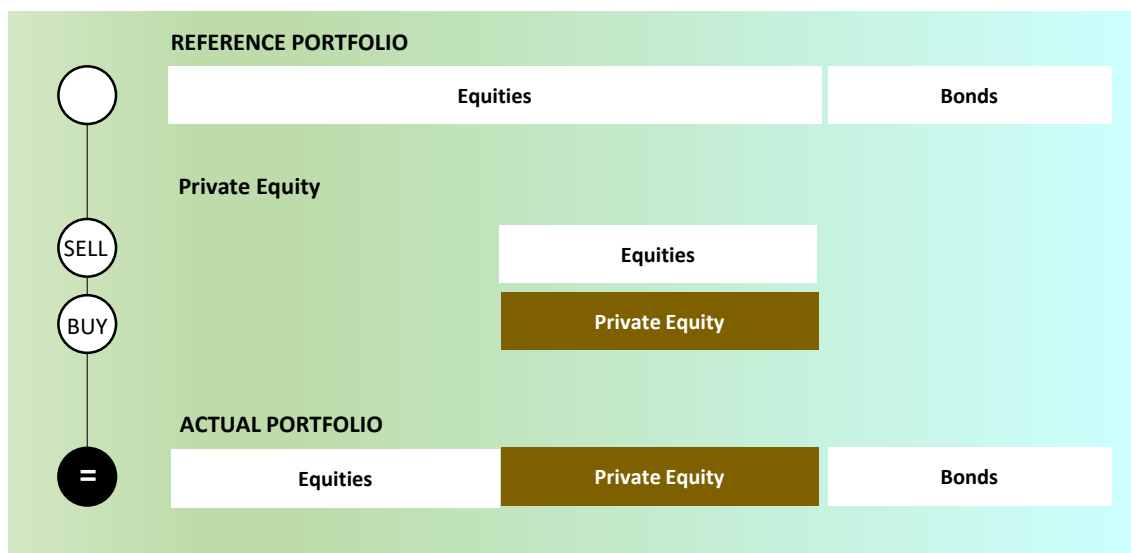 REFERENCE PORTFOLIO
Equities Bonds
Private Equity
SELL Equities
BUY Private Equity
ACTUAL PORTFOLIO
= Equities Private Equity Bonds